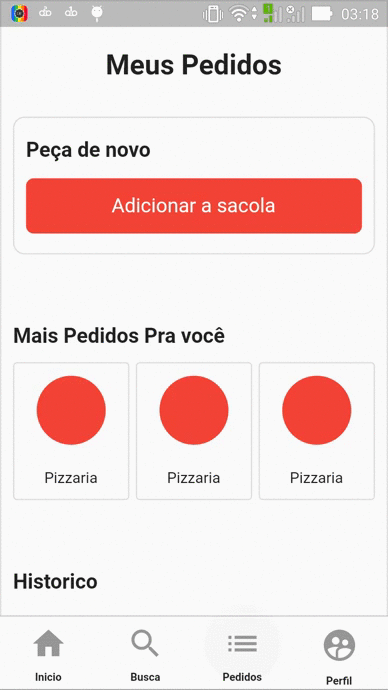 03:18
Meus Pedidos
Peça de novo
Adicionar a sacola
Mais Pedidos Pra você
Pizzaria Pizzaria Pizzaria
Historico
Inicio Busca Pedidos Perfil